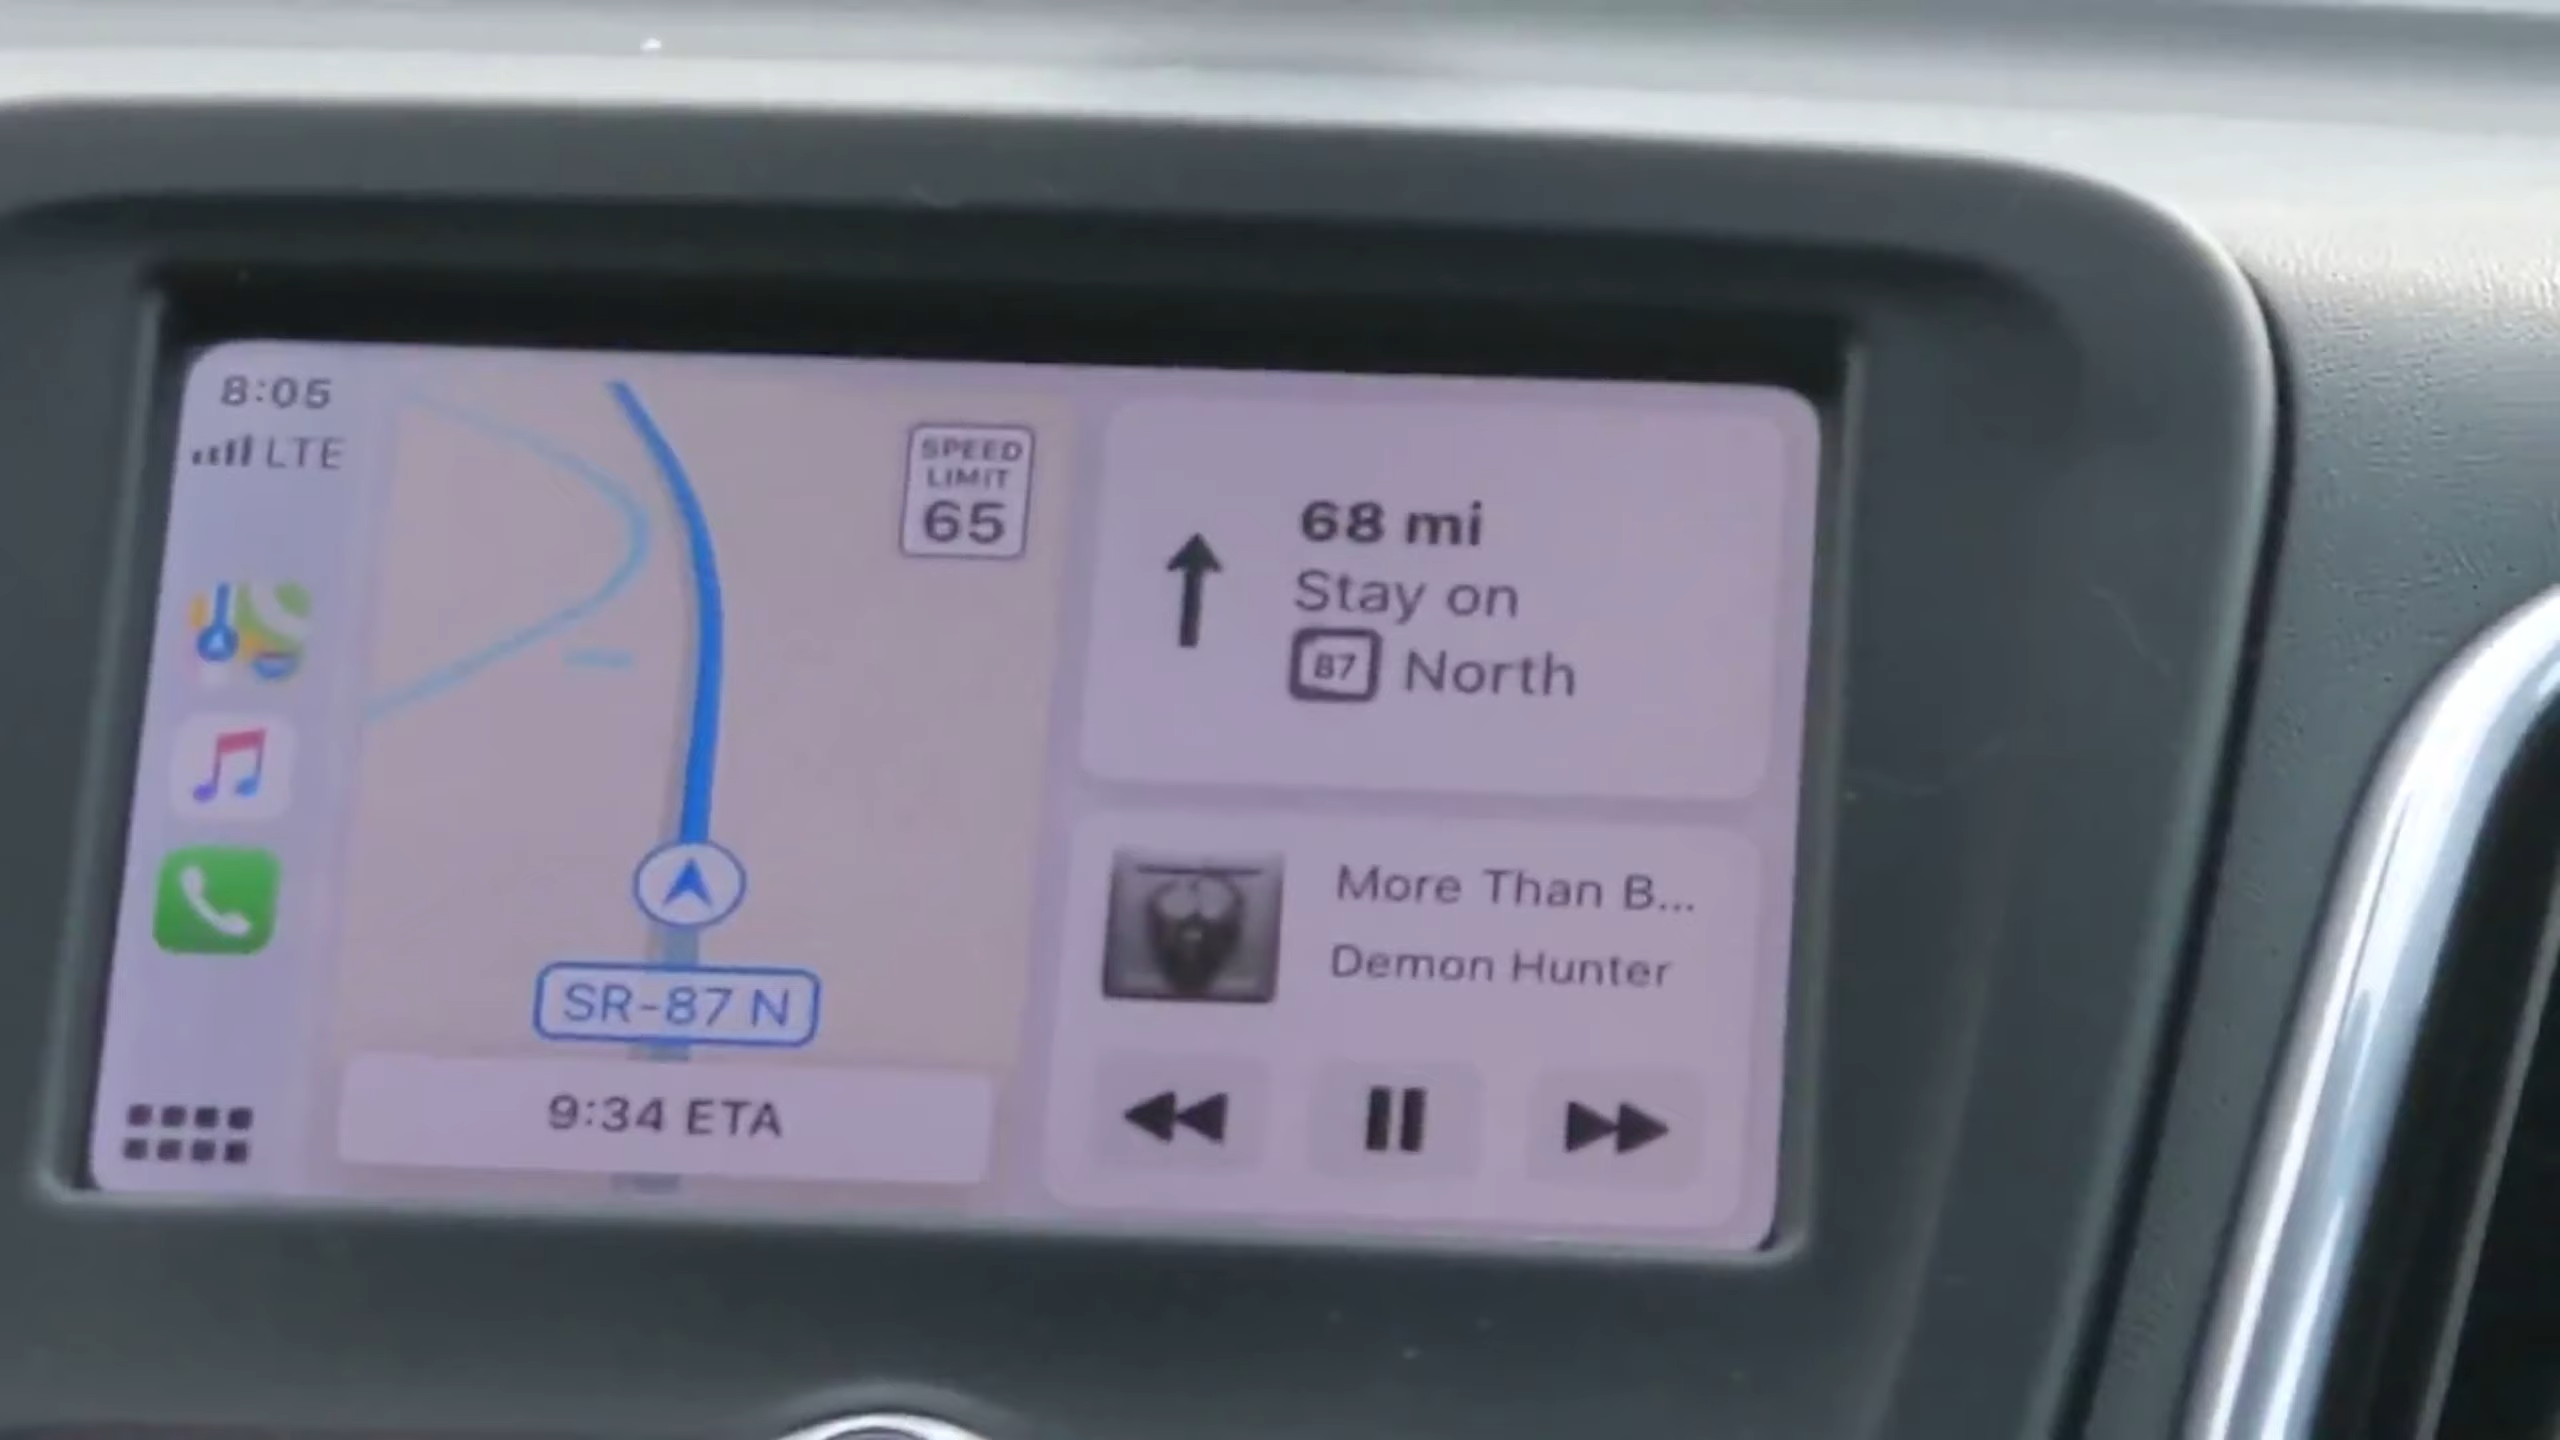 8:05
LTE
SPEED
LIMIT
65
SR-87 N
9:34 ETA
68 mi
Stay on
87 North
More Than B...
Demon Hunter